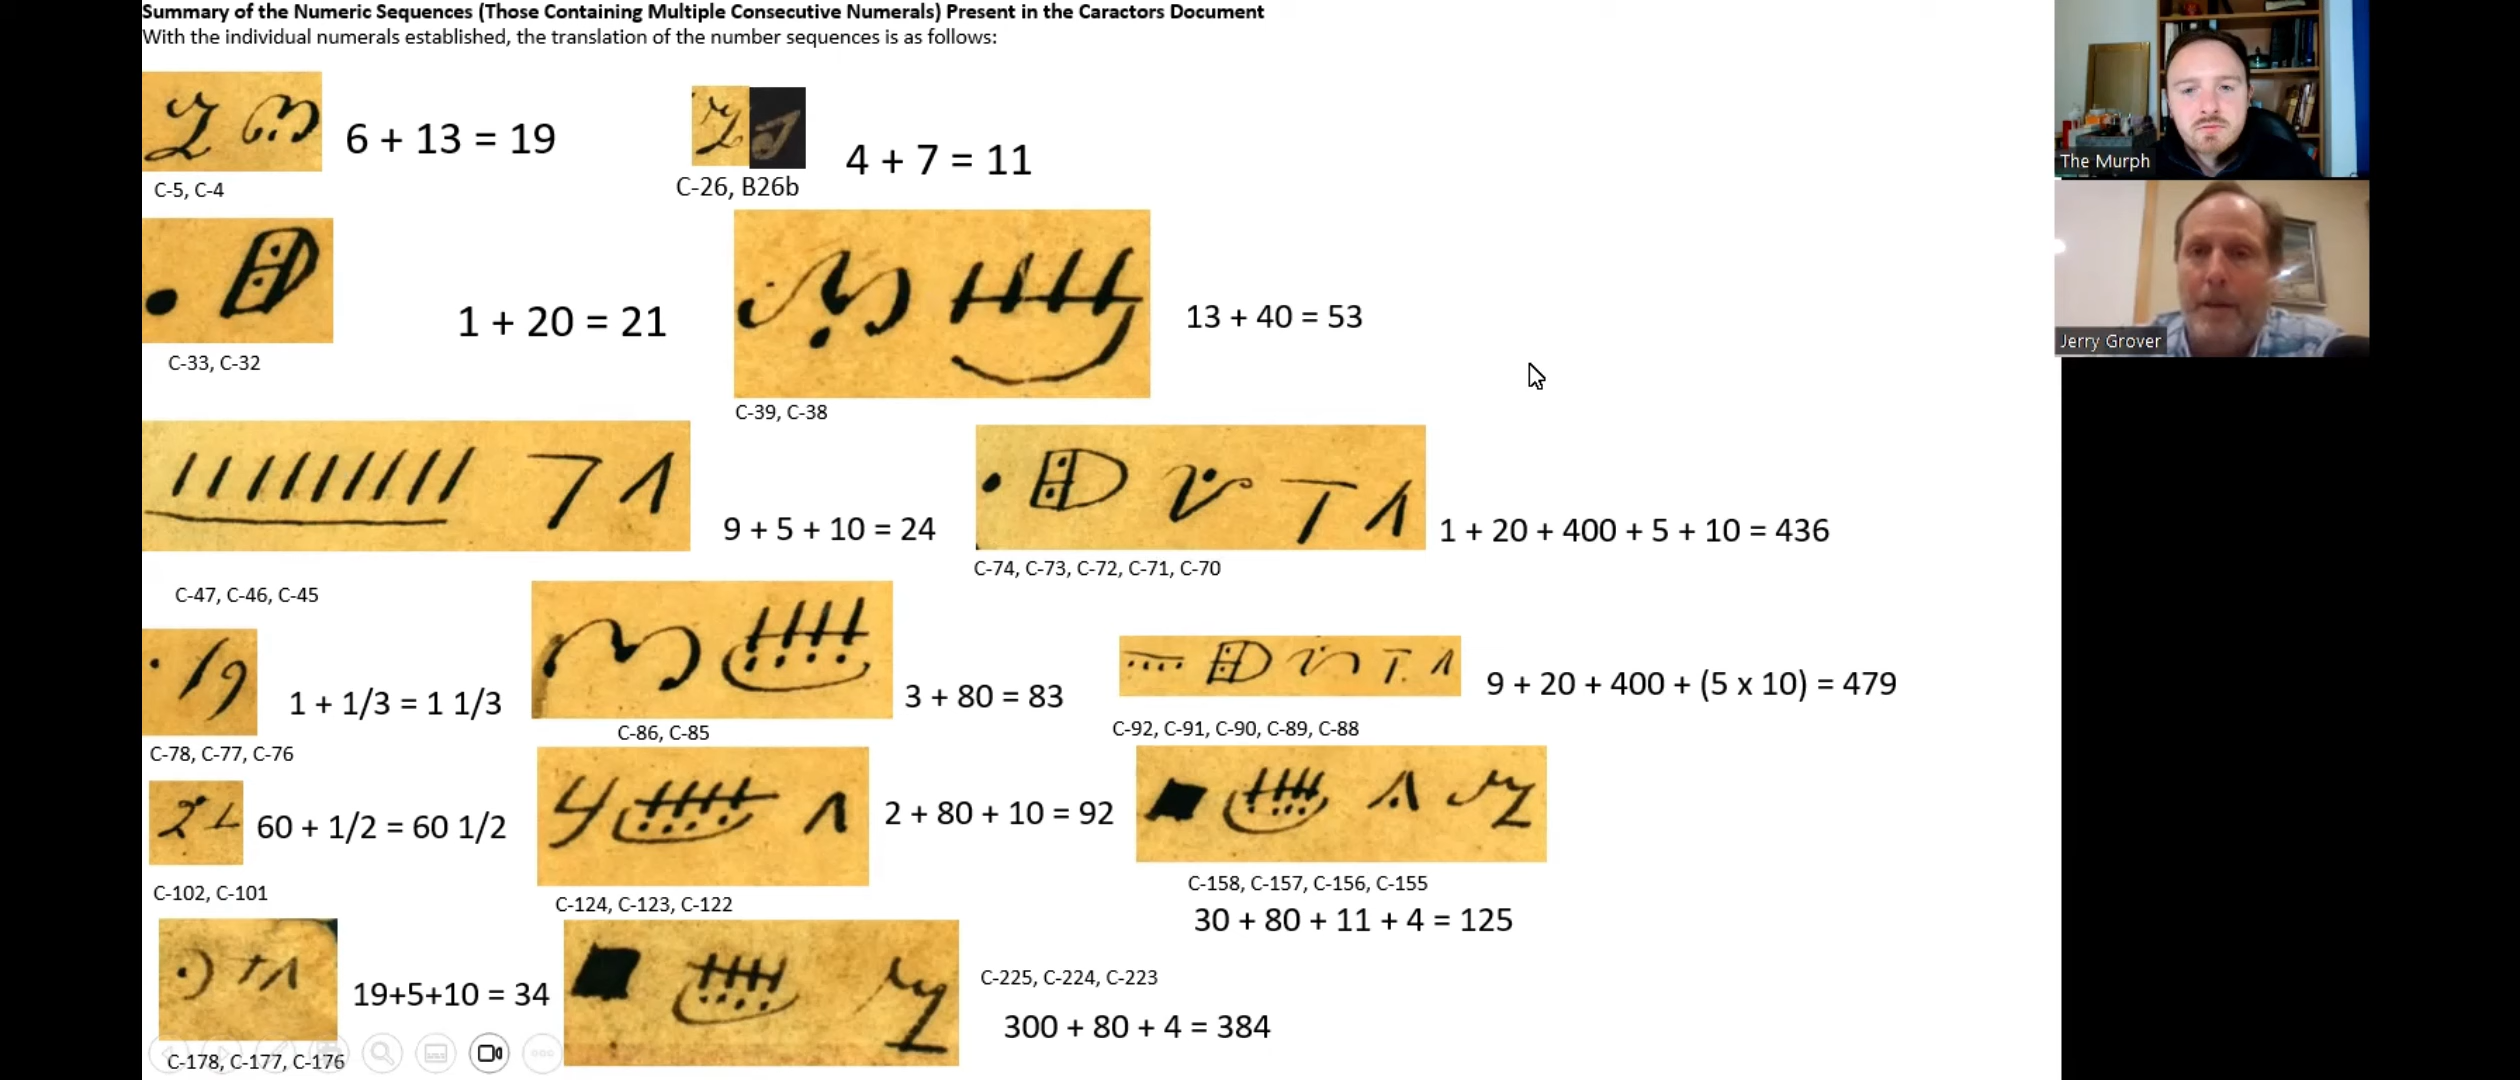 Summary of the Numeric Sequences (Those Containing Multiple Consecutive Numerals) Present in the Caractors Document
With the individual numerals established, the translation of the number sequences is as follows:
6 + 13 = 19
C-5, C-4
4 + 7 = 11
C-26, B26b
1 + 20 = 21
C-33, C-32
13 + 40 = 53
C-39, C-38
9 + 5 + 10 = 24
C-47, C-46, C-45
1 + 20 + 400 + 5 + 10 = 436
C-74, C-73, C-72, C-71, C-70
1 + 1/3 = 1 1/3
C-78, C-77, C-76
3 + 80 = 83
C-86, C-85
9 + 20 + 400 + (5 x 10) = 479
C-92, C-91, C-90, C-89, C-88
60 + 1/2 = 60 1/2
C-102, C-101
2 + 80 + 10 = 92
C-124, C-123, C-122
C-158, C-157, C-156, C-155
30 + 80 + 11 + 4 = 125
19+5+10 = 34
C-178, C-177, C-176
C-225, C-224, C-223
300 + 80 + 4 = 384
The Murph
Jerry Grover